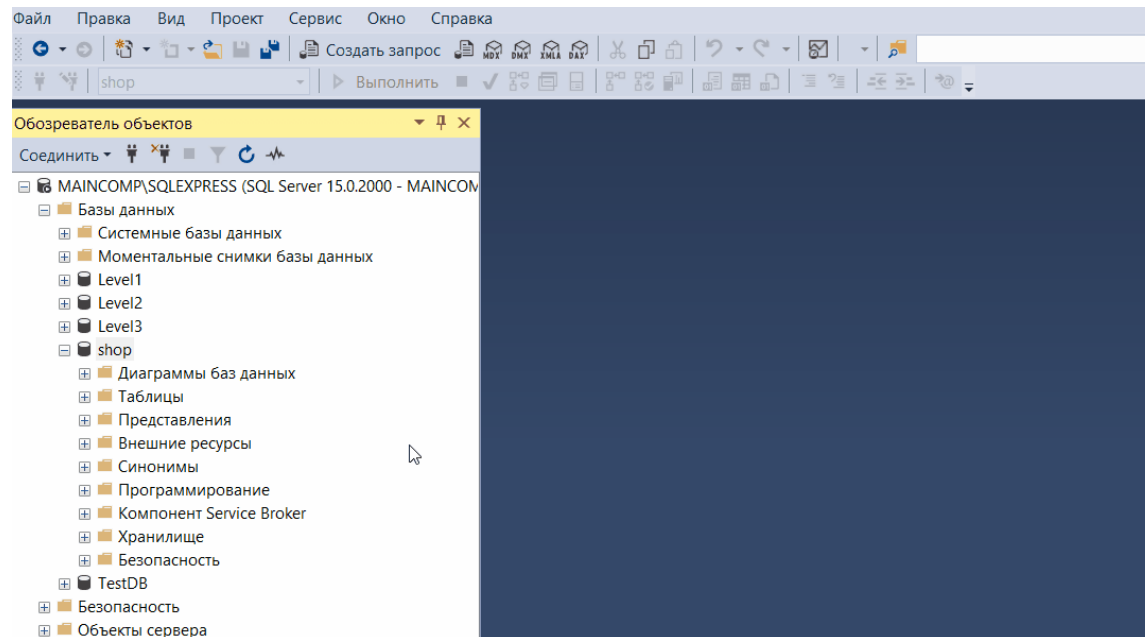 Файл Правка Вид Проект Сервис Окно Справка
Создать запрос MDX DMX XMLA DAX
shop Выполнить
Обозреватель объектов
Соединить
MAINCOMP\SQLEXPRESS (SQL Server 15.0.2000 - MAINCOM
Базы данных
Системные базы данных
Моментальные снимки базы данных
Level1
Level2
Level3
shop
Диаграммы баз данных
Таблицы
Представления
Внешние ресурсы
Синонимы
Программирование
Компонент Service Broker
Хранилище
Безопасность
TestDB
Безопасность
Объекты сервера